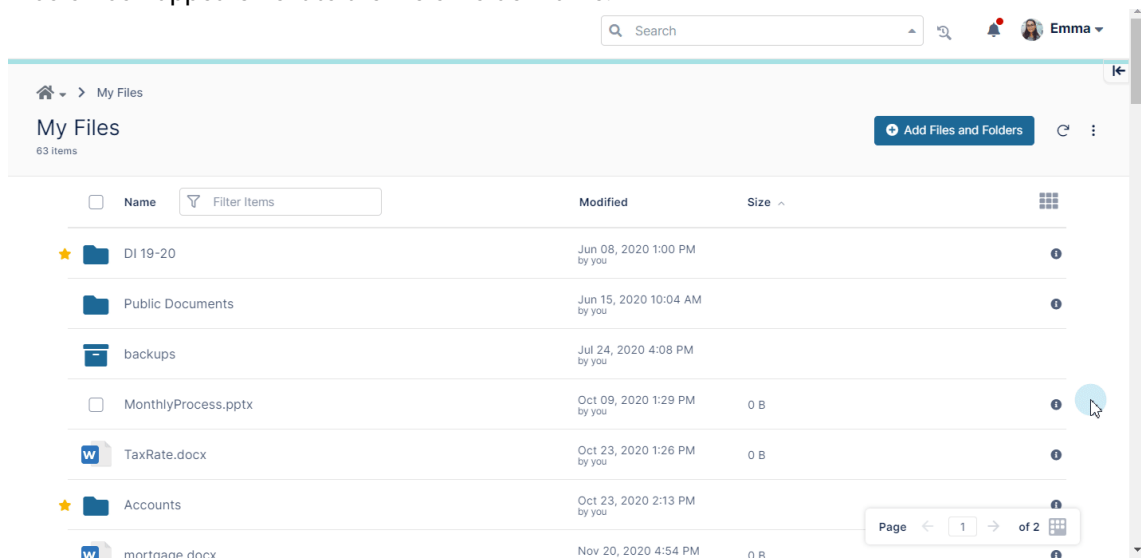 Search
Emma
My Files
My Files
63 items
Add Files and Folders
Name
Filter Items
Modified
Size
DI 19-20
Jun 08, 2020 1:00 PM
by you
Public Documents
Jun 15, 2020 10:04 AM
by you
backups
Jul 24, 2020 4:08 PM
by you
MonthlyProcess.pptx
Oct 09, 2020 1:29 PM
by you
0 B
W
TaxRate.docx
Oct 23, 2020 1:26 PM
by you
0 B
Accounts
Oct 23, 2020 2:13 PM
by you
Page 1 of 2
W
mortgage.docx
Nov 20, 2020 4:54 PM
0 B